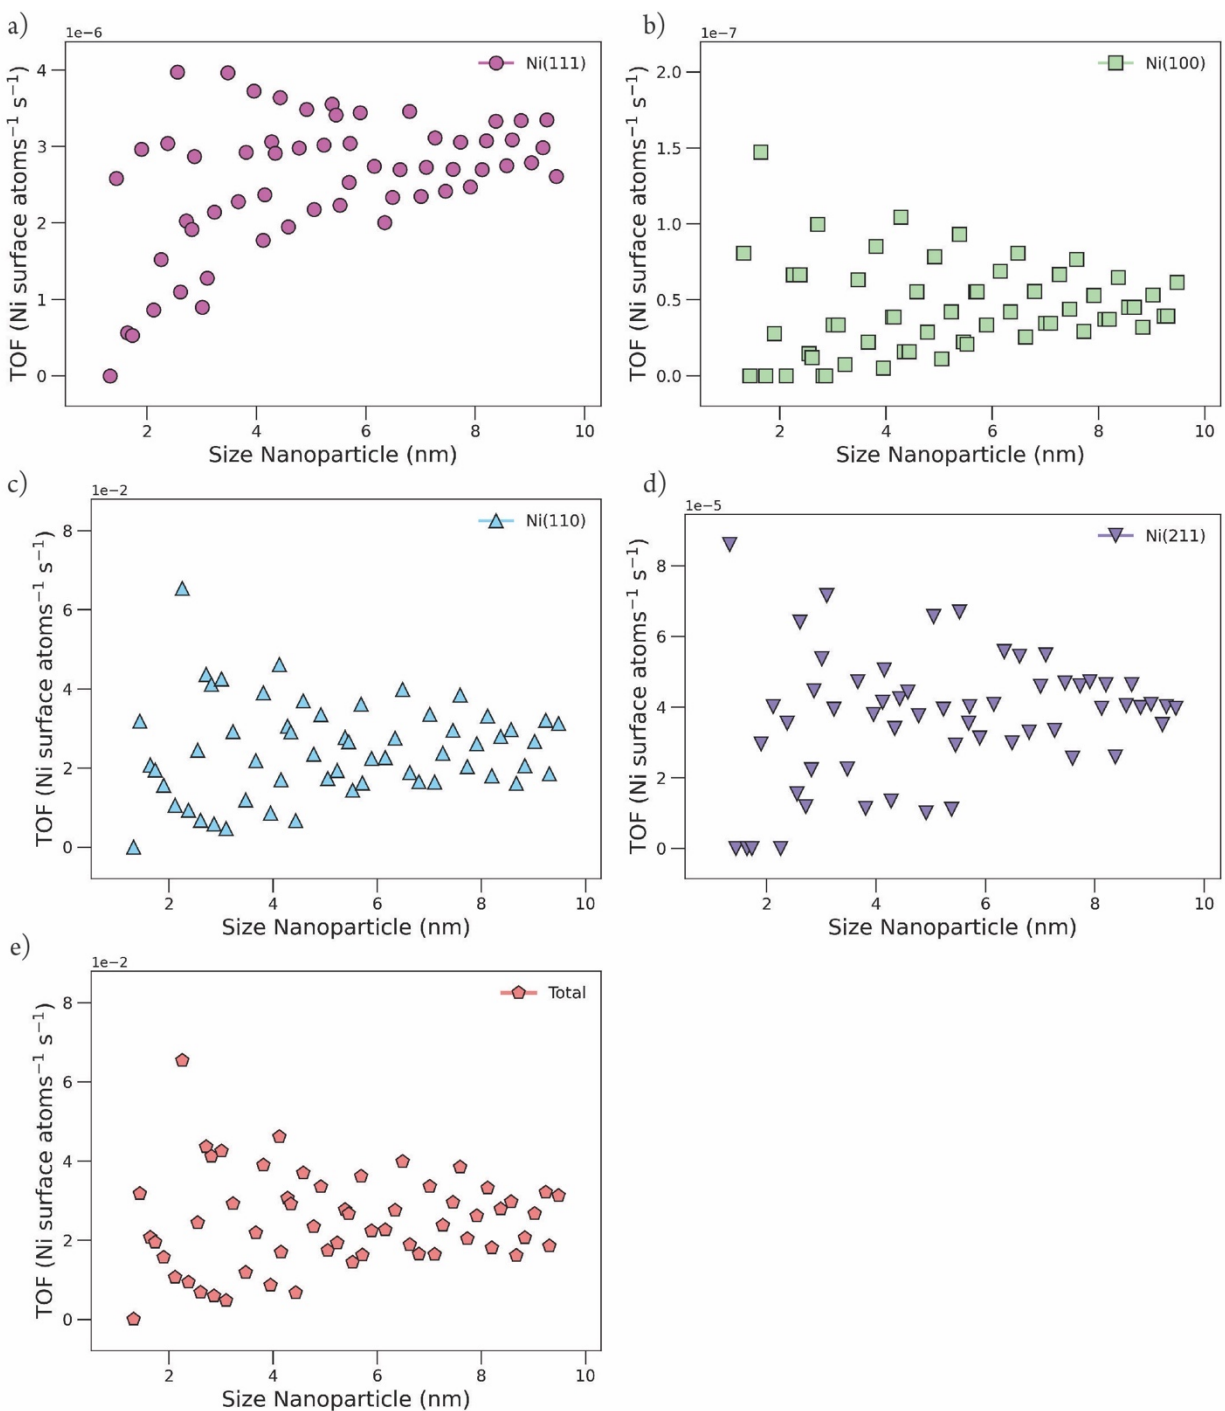 a)
1e−6
Ni(111)
TOF (Ni surface atoms⁻¹ s⁻¹)
4
3
2
1
0
2 4 6 8 10
Size Nanoparticle (nm)
b)
1e−7
Ni(100)
TOF (Ni surface atoms⁻¹ s⁻¹)
2.0
1.5
1.0
0.5
0.0
2 4 6 8 10
Size Nanoparticle (nm)
c)
1e−2
Ni(110)
TOF (Ni surface atoms⁻¹ s⁻¹)
8
6
4
2
0
2 4 6 8 10
Size Nanoparticle (nm)
d)
1e−5
Ni(211)
TOF (Ni surface atoms⁻¹ s⁻¹)
8
6
4
2
0
2 4 6 8 10
Size Nanoparticle (nm)
e)
1e−2
Total
TOF (Ni surface atoms⁻¹ s⁻¹)
8
6
4
2
0
2 4 6 8 10
Size Nanoparticle (nm)